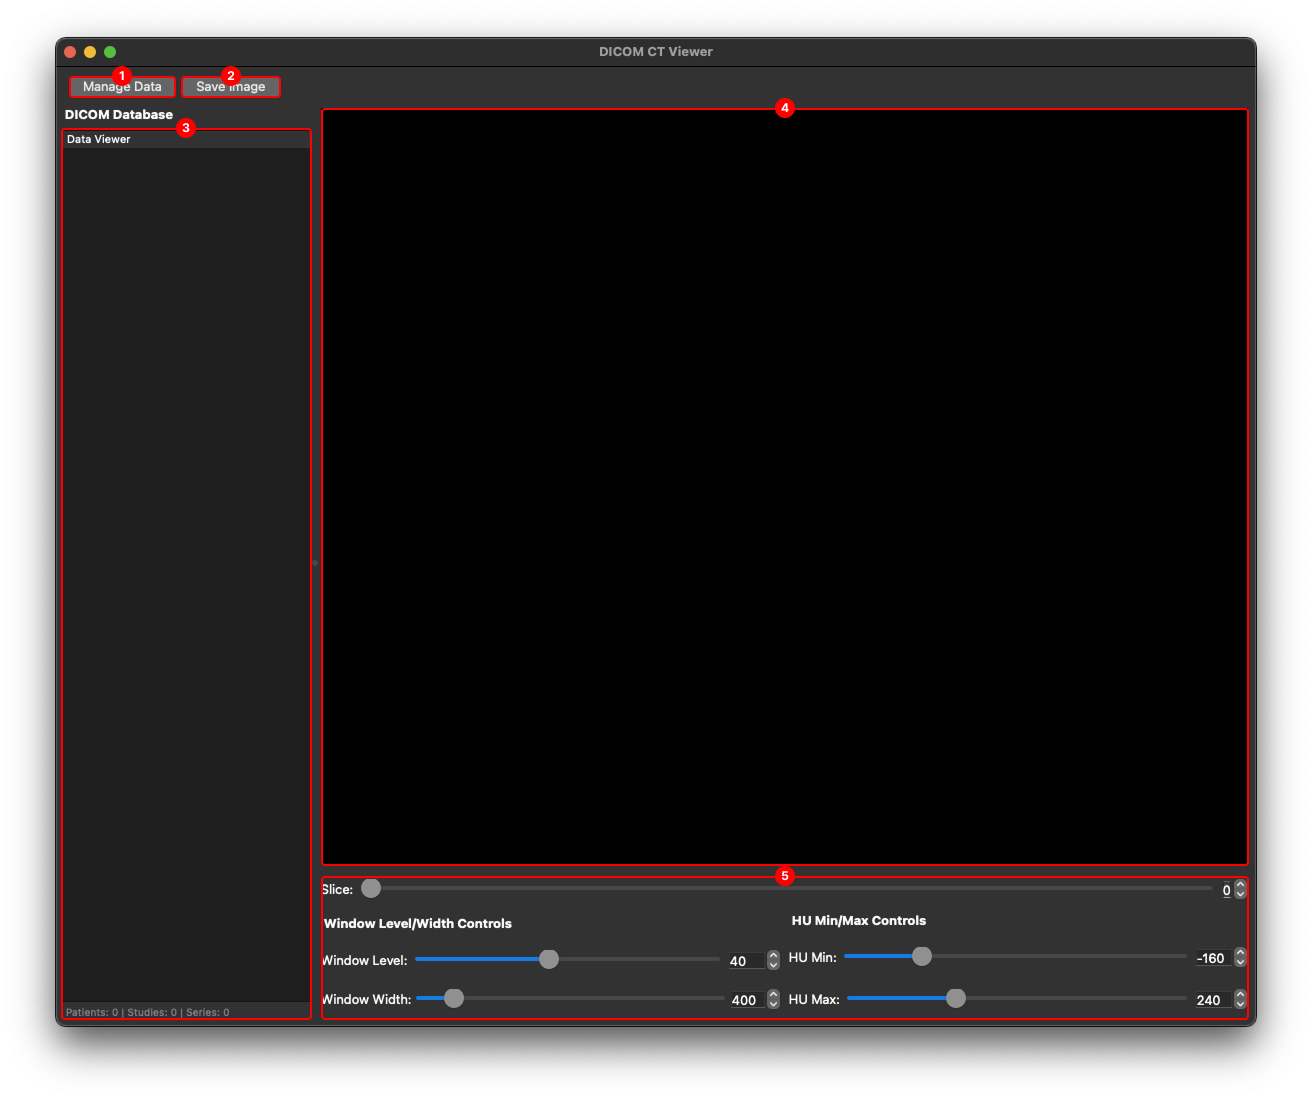 DICOM CT Viewer
1
2
Manage Data
Save Image
DICOM Database
3
4
Data Viewer
5
Slice:
0
Window Level/Width Controls
HU Min/Max Controls
Window Level:
40
HU Min:
-160
Window Width:
400
HU Max:
240
Patients: 0 | Studies: 0 | Series: 0